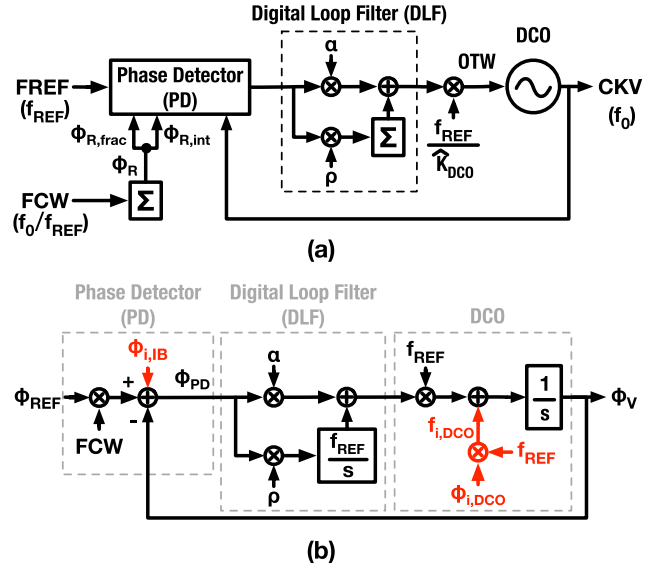 Digital Loop Filter (DLF)
α
OTW
DCO
FREF
(fREF)
Phase Detector
(PD)
CKV
(f0)
ΦR,frac
ΦR,int
Σ
ρ
fREF
K̂DCO
ΦR
FCW
(f0/fREF)
Σ
(a)
Phase Detector
(PD)
Digital Loop Filter
(DLF)
DCO
Φi,IB
α
fREF
ΦREF
+
ΦPD
1
s
ΦV
FCW
-
fREF
s
fi,DCO
fREF
ρ
Φi,DCO
(b)